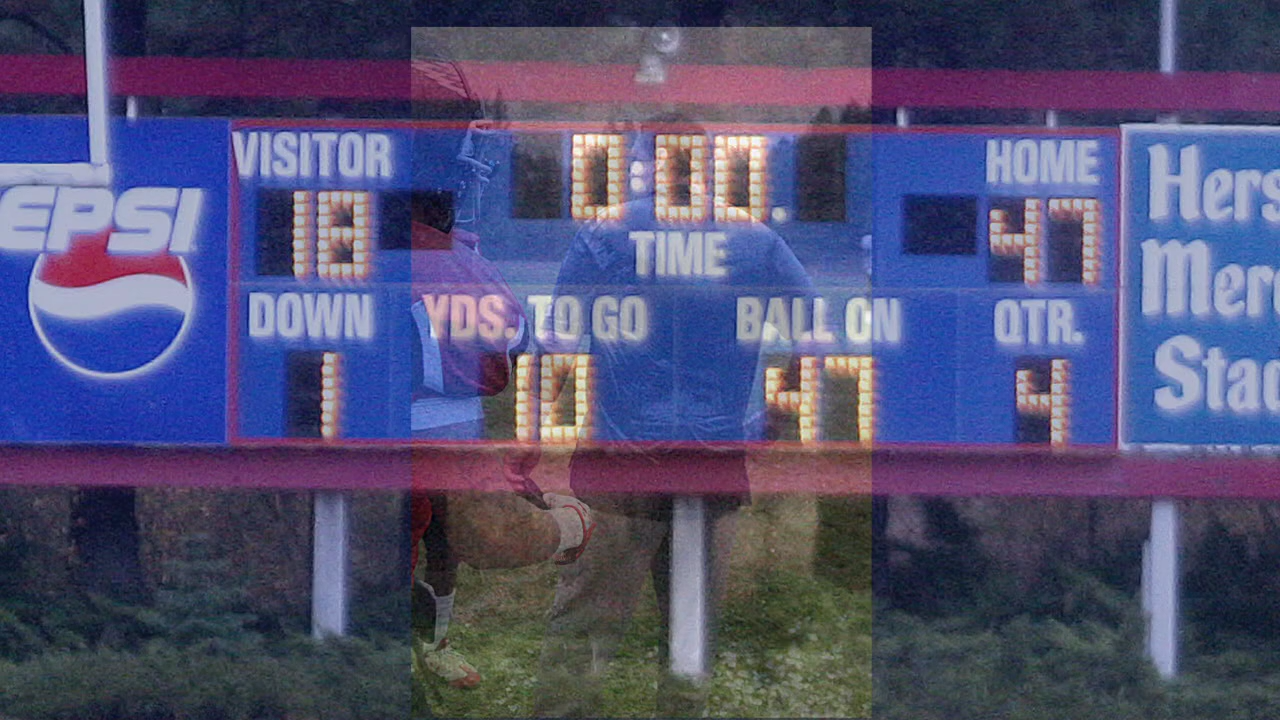 EPSI
VISITOR
0:00.
HOME
18
47
TIME
DOWN
YDS. TO GO
BALL ON
QTR.
1
10
47
4
Hers
Mer
Stad